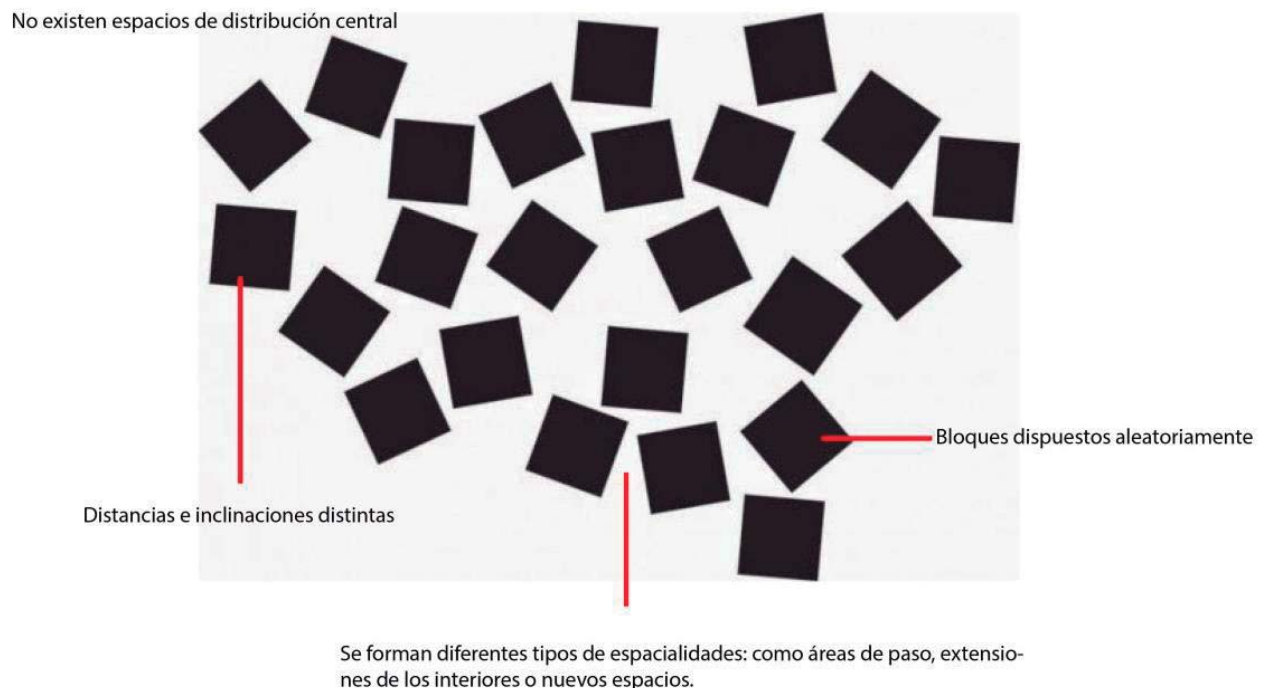 No existen espacios de distribución central
Bloques dispuestos aleatoriamente
Distancias e inclinaciones distintas
Se forman diferentes tipos de espacialidades: como áreas de paso, extensio-
nes de los interiores o nuevos espacios.